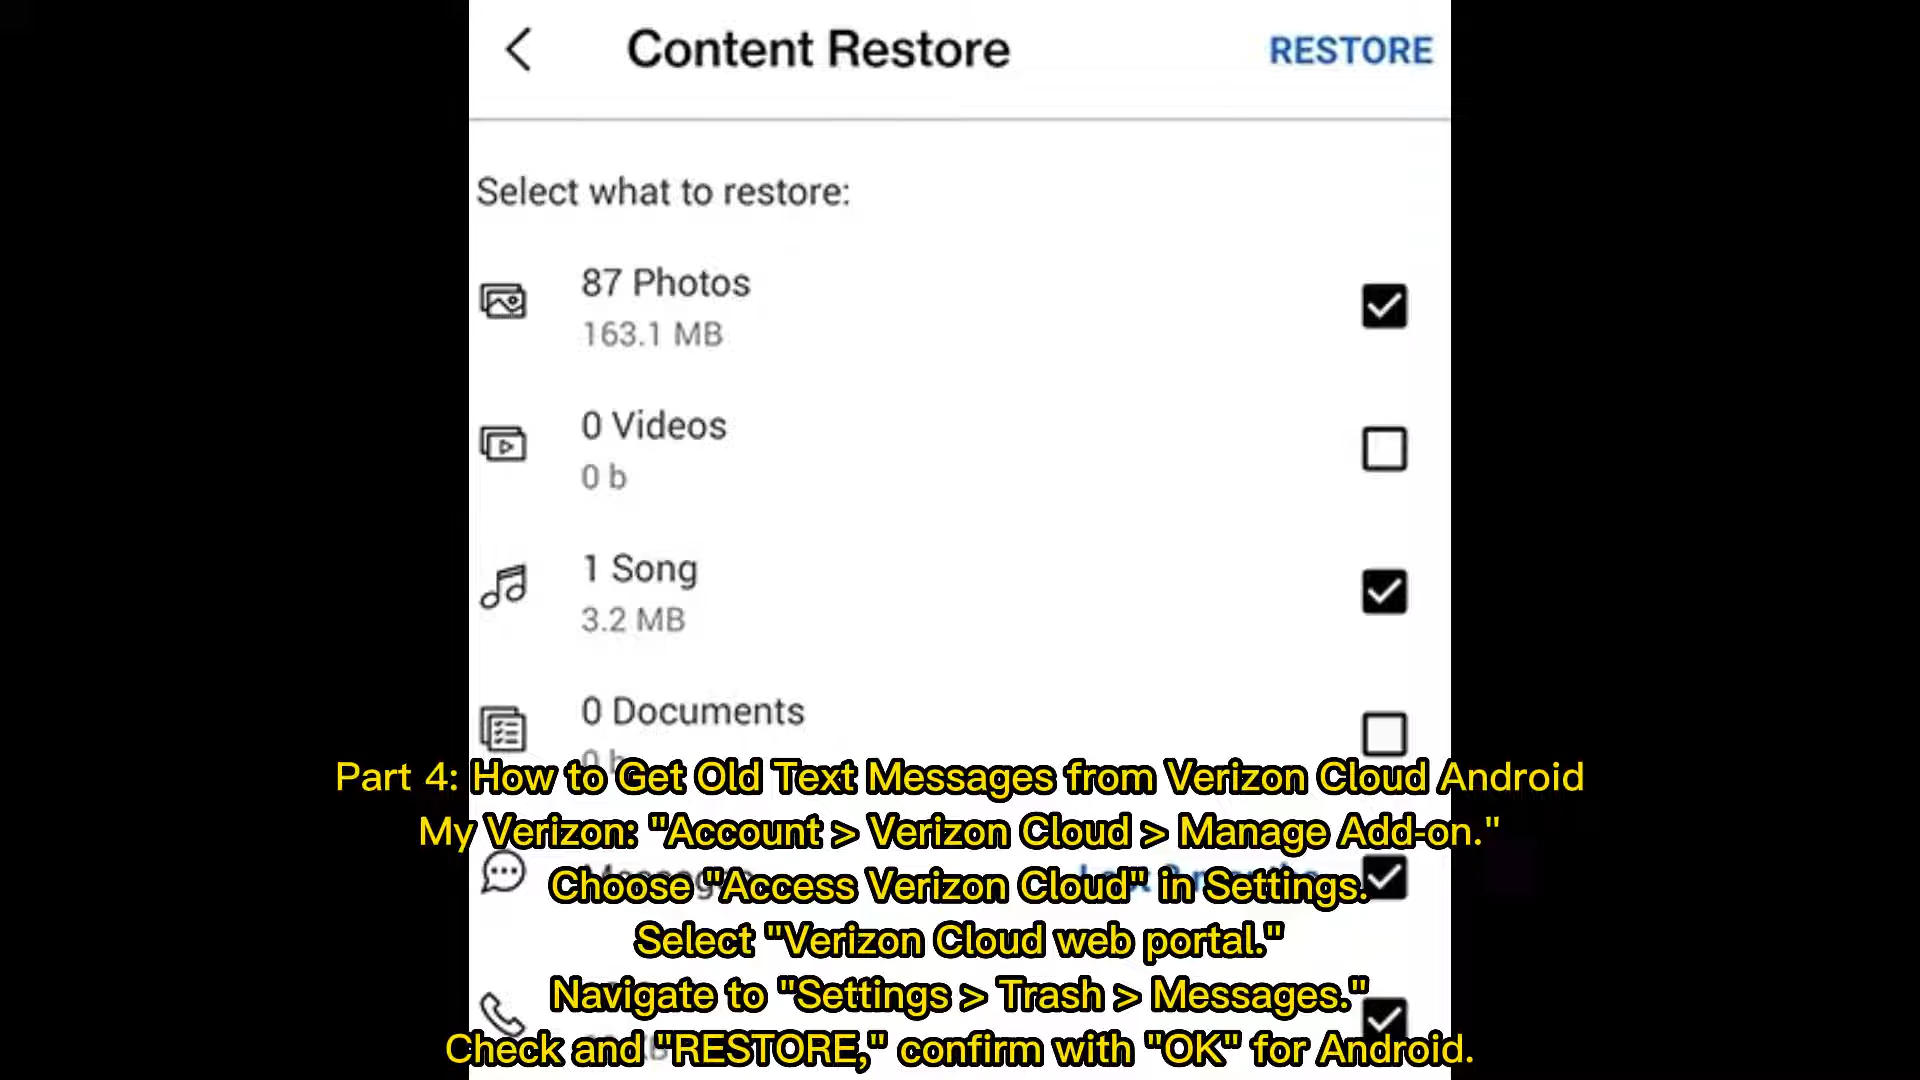 Content Restore
RESTORE
Select what to restore:
87 Photos
163.1 MB
0 Videos
0 b
1 Song
3.2 MB
0 Documents
0 b
Part 4: How to Get Old Text Messages from Verizon Cloud Android
My Verizon: "Account > Verizon Cloud > Manage Add-on."
Choose "Access Verizon Cloud" in Settings.
Select "Verizon Cloud web portal."
Navigate to "Settings > Trash > Messages."
Check and "RESTORE," confirm with "OK" for Android.